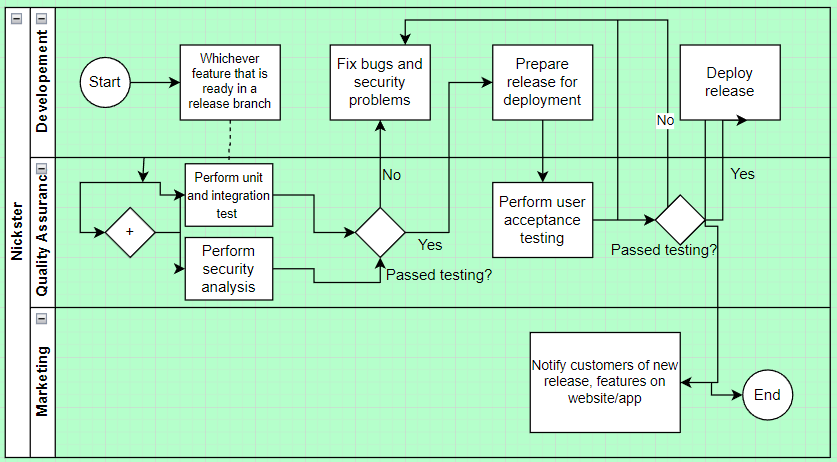 Nickster
Developement
Start
Whichever
feature that is
ready in a
release branch
Fix bugs and
security
problems
Prepare
release for
deployment
Deploy
release
No
Quality Assuranc
+
Perform unit
and integration
test
Perform
security
analysis
No
Yes
Passed testing?
Perform user
acceptance
testing
Yes
Passed testing?
Marketing
Notify customers of new
release, features on
website/app
End